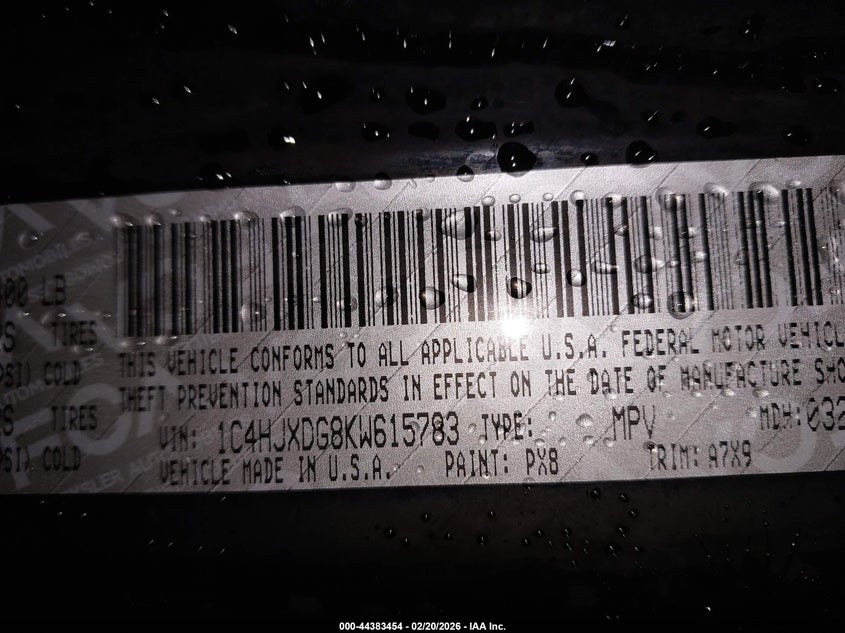 00 LB
TIRES
PSI) COLD
THIS VEHICLE CONFORMS TO ALL APPLICABLE U.S.A. FEDERAL MOTOR VEHICL
THEFT PREVENTION STANDARDS IN EFFECT ON THE DATE OF MANUFACTURE SHO
TIRES
VIN: 1C4HJXDG8KW615783 TYPE: MPV MDH:032
SI) COLD
VEHICLE MADE IN U.S.A. PAINT: PX8 TRIM: A7X9
000-44383454 - 02/20/2026 - IAA Inc.